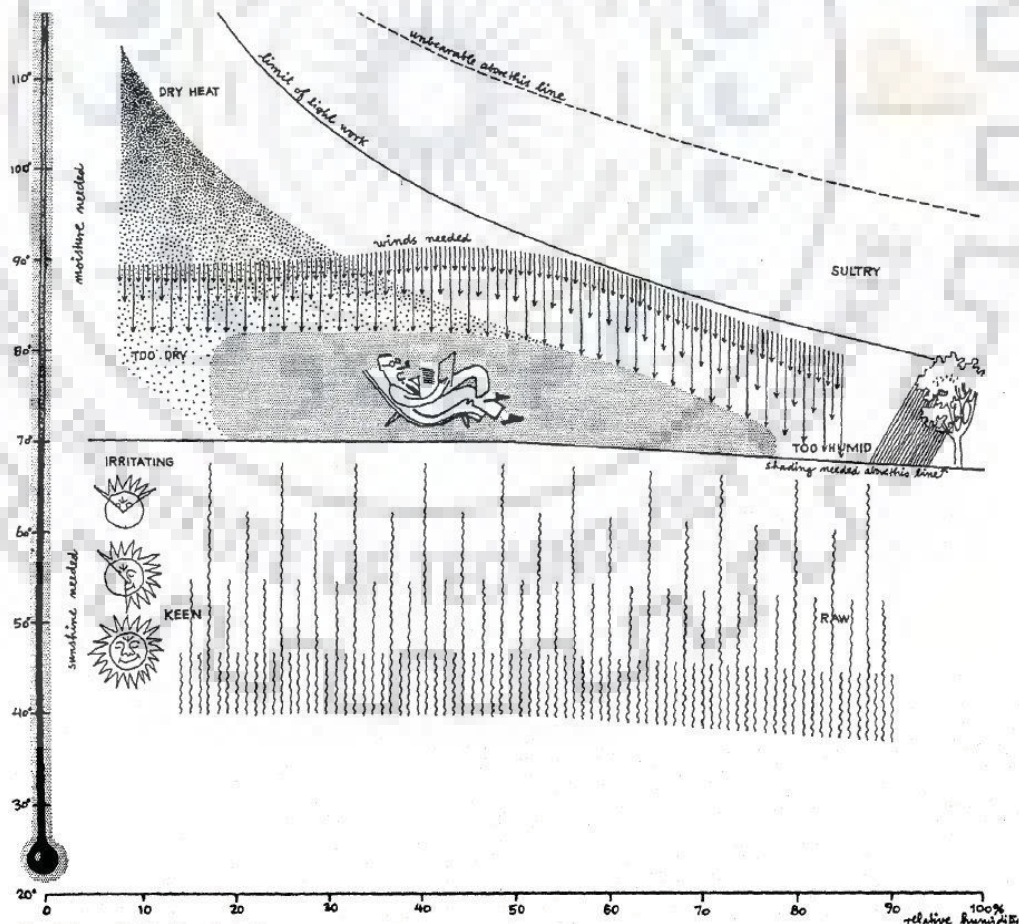 110°
100°
90°
80°
70°
60°
50°
40°
30°
20°
moisture needed
sunshine needed
unbearable above this line
limit of light work
DRY HEAT
winds needed
SULTRY
TOO DRY
TOO HUMID
shading needed above this line
IRRITATING
KEEN
RAW
0
10
20
30
40
50
60
70
80
90
100%
relative humidity